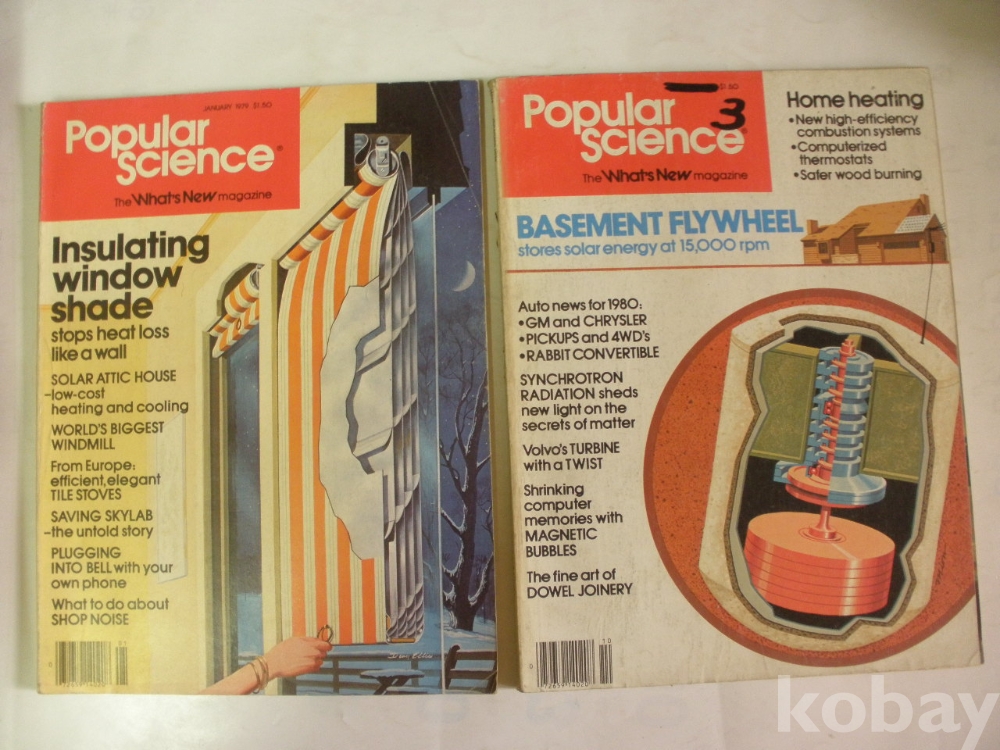 JANUARY 1979 $1.50
Popular
Science®
The What's New magazine
Insulating
window
shade
stops heat loss
like a wall
SOLAR ATTIC HOUSE
–low-cost
heating and cooling
WORLD'S BIGGEST
WINDMILL
From Europe:
efficient, elegant
TILE STOVES
SAVING SKYLAB
–the untold story
PLUGGING
INTO BELL with your
own phone
What to do about
SHOP NOISE
$1.50
3
Popular
Science®
The What's New magazine
Home heating
•New high-efficiency
combustion systems
•Computerized
thermostats
•Safer wood burning
BASEMENT FLYWHEEL
stores solar energy at 15,000 rpm
Auto news for 1980:
•GM and CHRYSLER
•PICKUPS and 4WD's
•RABBIT CONVERTIBLE
SYNCHROTRON
RADIATION sheds
new light on the
secrets of matter
Volvo's TURBINE
with a TWIST
Shrinking
computer
memories with
MAGNETIC
BUBBLES
The fine art of
DOWEL JOINERY
10
kobay